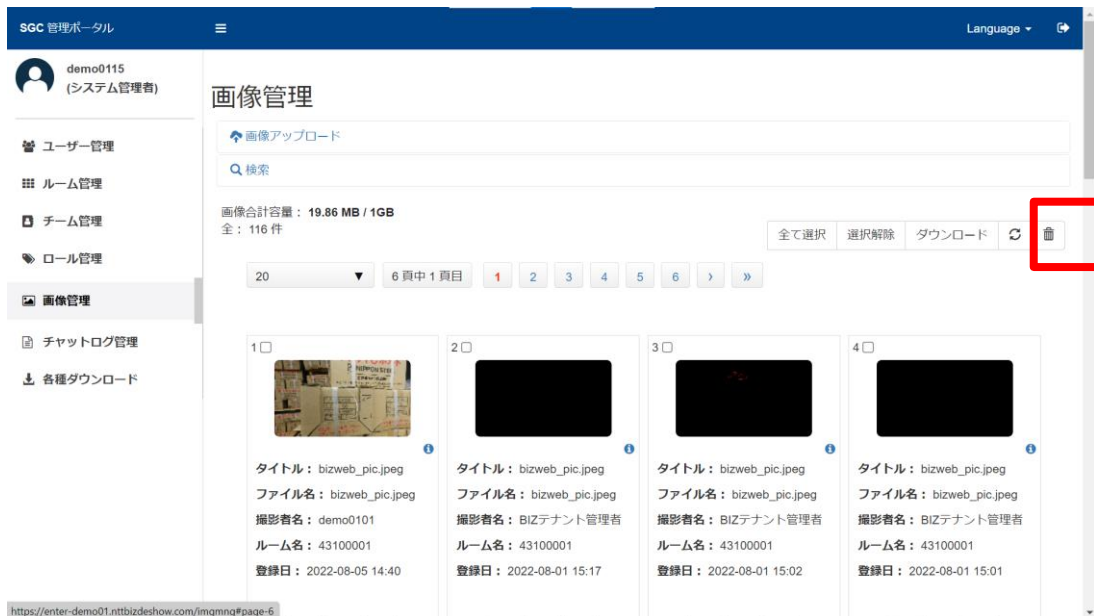 SGC 管理ポータル
Language
demo0115
(システム管理者)
ユーザー管理
ルーム管理
チーム管理
ロール管理
画像管理
チャットログ管理
各種ダウンロード
画像管理
画像アップロード
検索
画像合計容量： 19.86 MB / 1GB
全： 116 件
全て選択 選択解除 ダウンロード
20 ▼ 6 頁中 1 頁目 1 2 3 4 5 6 › »
1 2 3 4
NIPPON STEEL
タイトル： bizweb_pic.jpeg タイトル： bizweb_pic.jpeg タイトル： bizweb_pic.jpeg タイトル： bizweb_pic.jpeg
ファイル名： bizweb_pic.jpeg ファイル名： bizweb_pic.jpeg ファイル名： bizweb_pic.jpeg ファイル名： bizweb_pic.jpeg
撮影者名： demo0101 撮影者名： BIZテナント管理者 撮影者名： BIZテナント管理者 撮影者名： BIZテナント管理者
ルーム名： 43100001 ルーム名： 43100001 ルーム名： 43100001 ルーム名： 43100001
登録日： 2022-08-05 14:40 登録日： 2022-08-01 15:17 登録日： 2022-08-01 15:02 登録日： 2022-08-01 15:01
https://enter-demo01.nttbizdeshow.com/imgmng#page-6